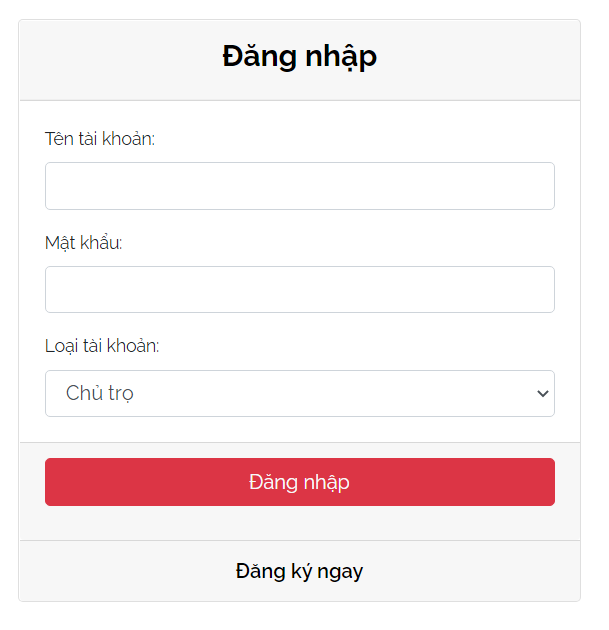 Đăng nhập
Tên tài khoản:
Mật khẩu:
Loại tài khoản:
Chủ trọ
Đăng nhập
Đăng ký ngay